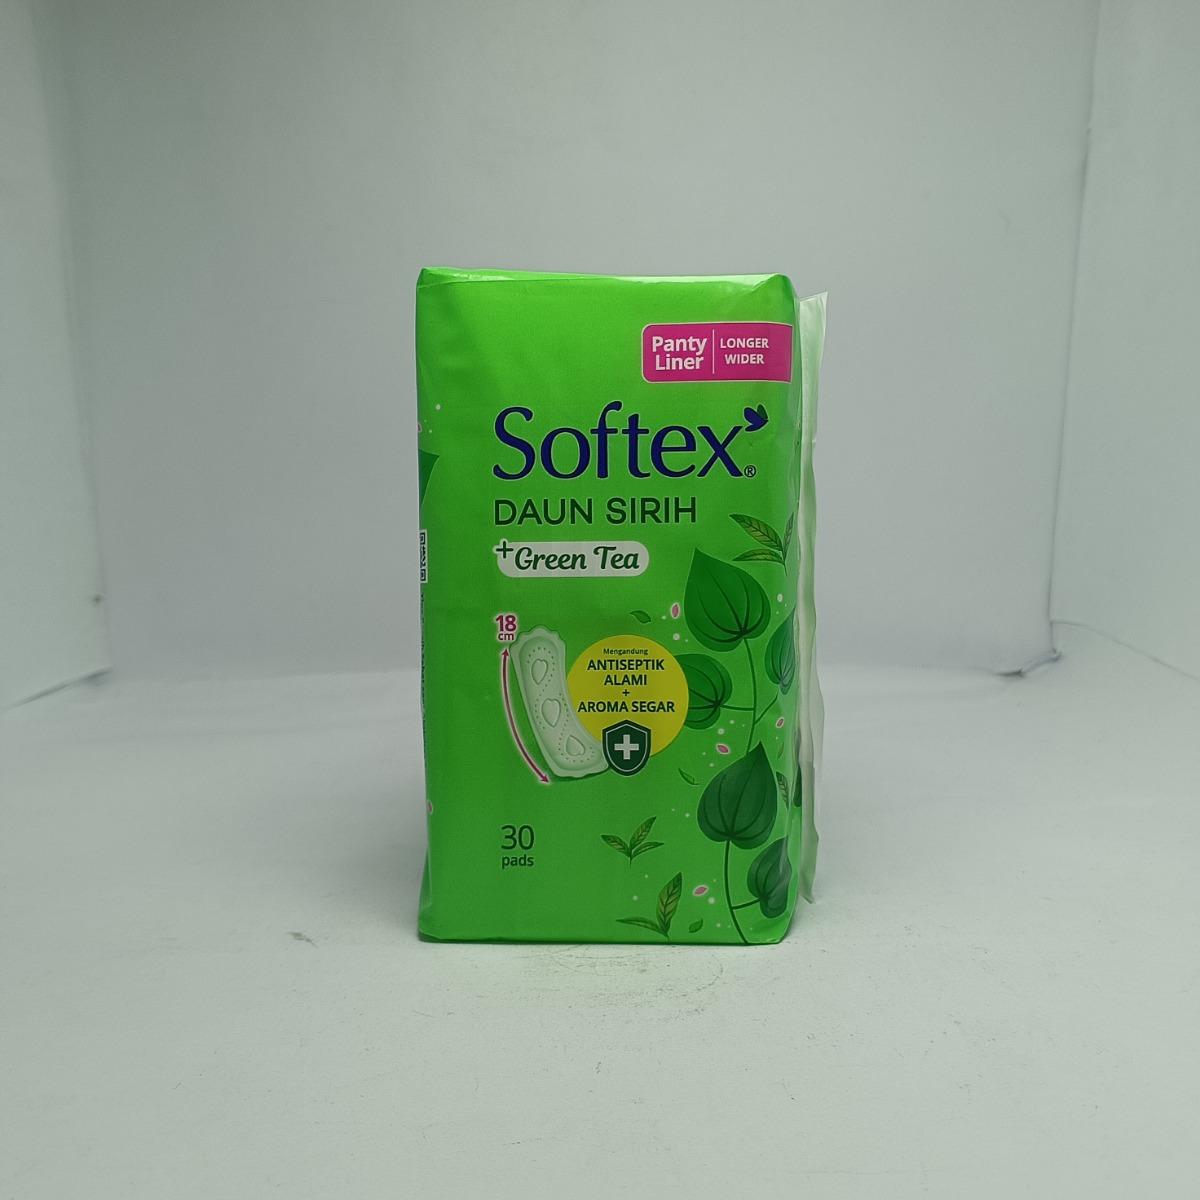 Panty
Liner
LONGER
WIDER
Softex®
DAUN SIRIH
+Green Tea
18
cm
Mengandung
ANTISEPTIK
ALAMI
+
AROMA SEGAR
30
pads